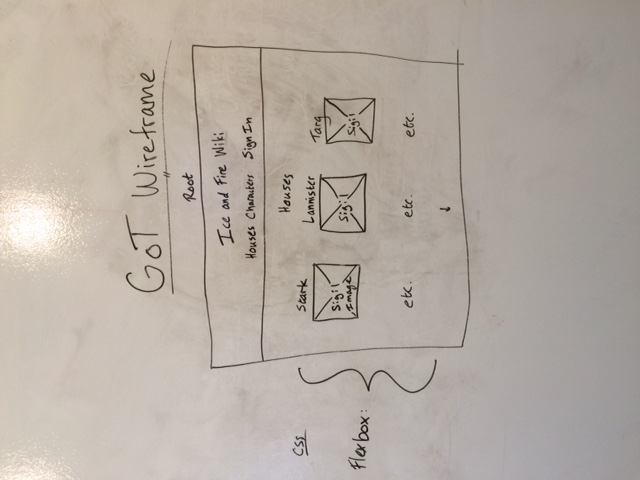 GoT Wireframe
Root
Ice and Fire Wiki
Houses Characters Sign In
Houses
Css
Flexbox:
Stark
Lannister
Targ
Sigil
Image
Sigil
Sigil
etc.
etc.
etc.